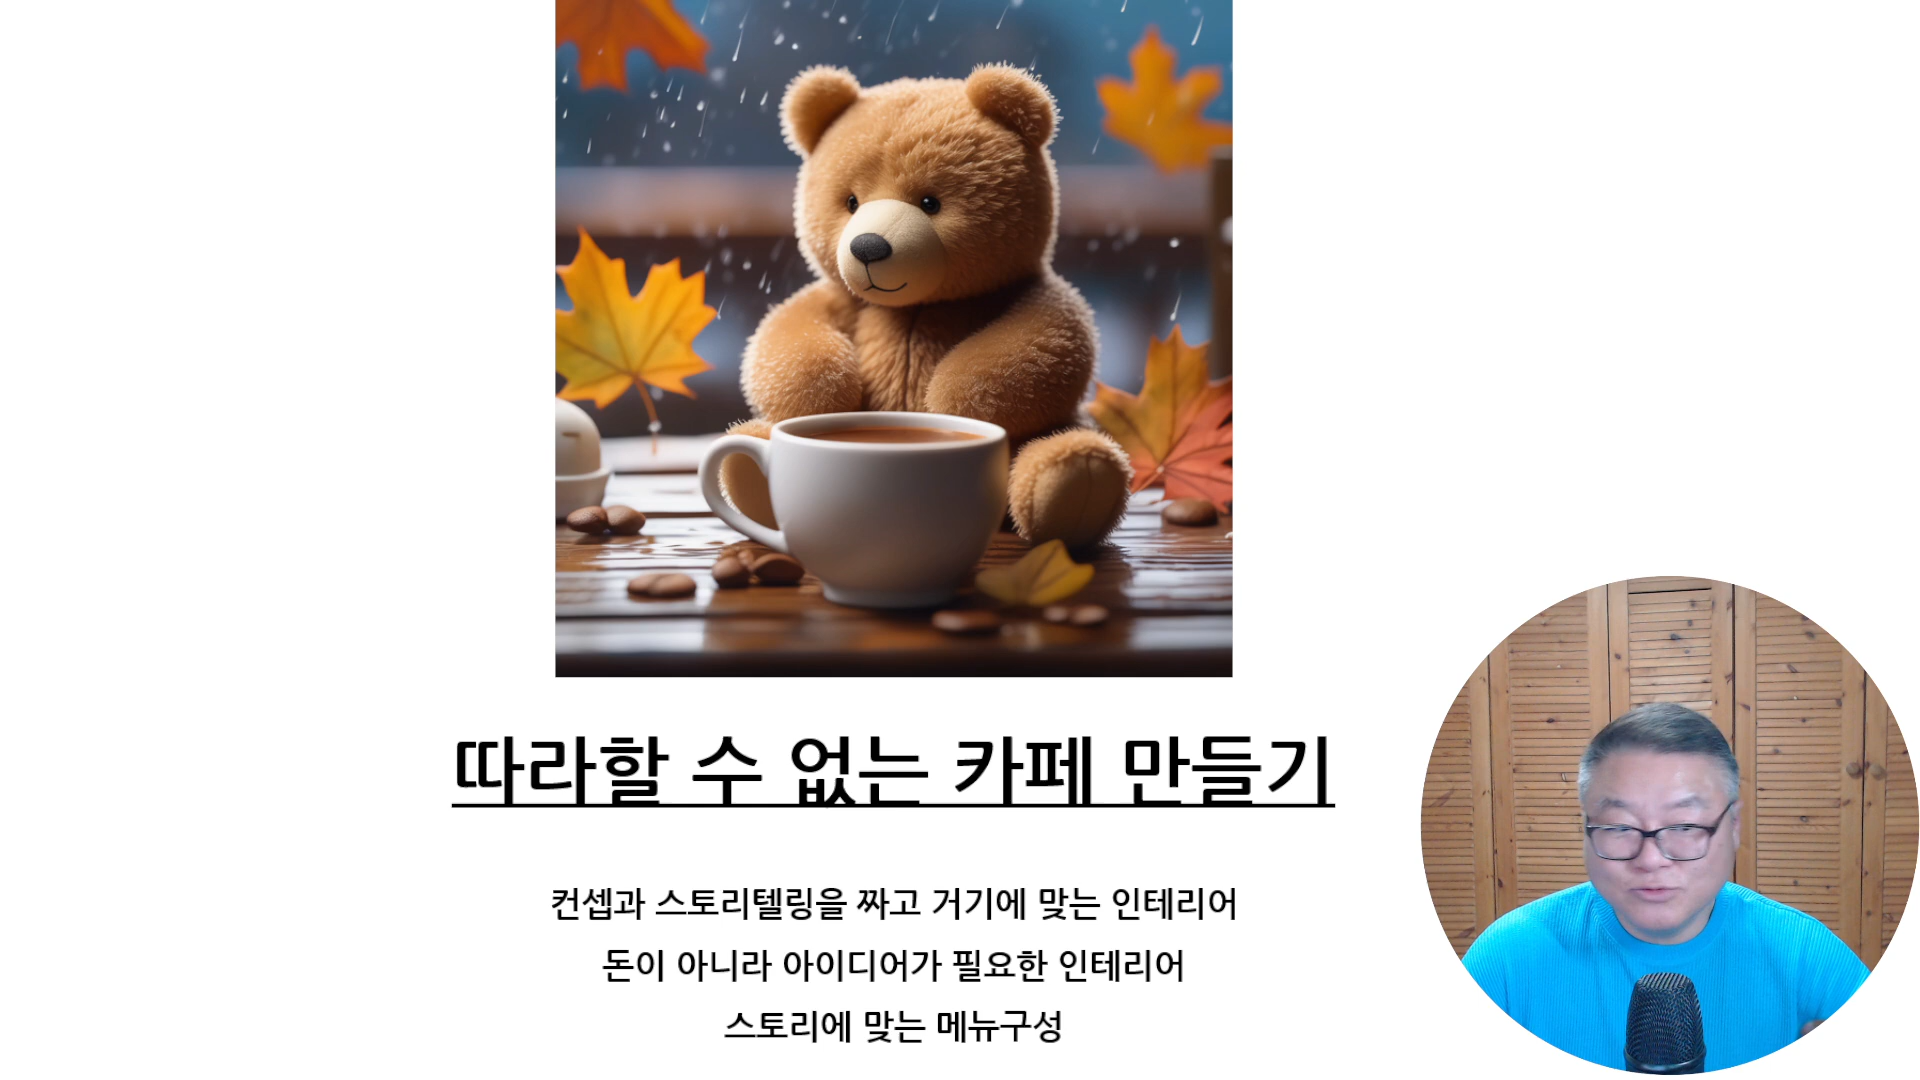 따라할 수 없는 카페 만들기
컨셉과 스토리텔링을 짜고 거기에 맞는 인테리어
돈이 아니라 아이디어가 필요한 인테리어
스토리에 맞는 메뉴구성